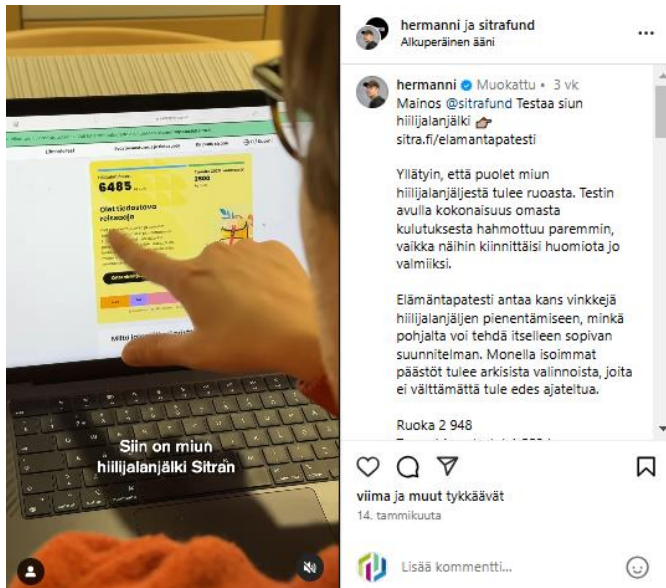 hermanni ja sitrafund
Alkuperäinen ääni
hermanni Muokattu • 3 vk
Mainos @sitrafund Testaa siun
hiilijalanjälki 👉🏽
sitra.fi/elamantapatesti
Yllätyin, että puolet miun
hiilijalanjäljestä tulee ruoasta. Testin
avulla kokonaisuus omasta
kulutuksesta hahmottuu paremmin,
vaikka näihin kiinnittäisi huomiota jo
valmiiksi.
Elämäntapatesti antaa kans vinkkejä
hiilijalanjäljen pienentämiseen, minkä
pohjalta voi tehdä itselleen sopivan
suunnitelman. Monella isoimmat
päästöt tulee arkisista valinnoista, joita
ei välttämättä tule edes ajateltua.
Ruoka 2 948
6485
2500
Olet tiedostava
reissaaja
Siin on miun
hiilijalanjälki Sitran
viima ja muut tykkäävät
14. tammikuuta
Lisää kommentti...